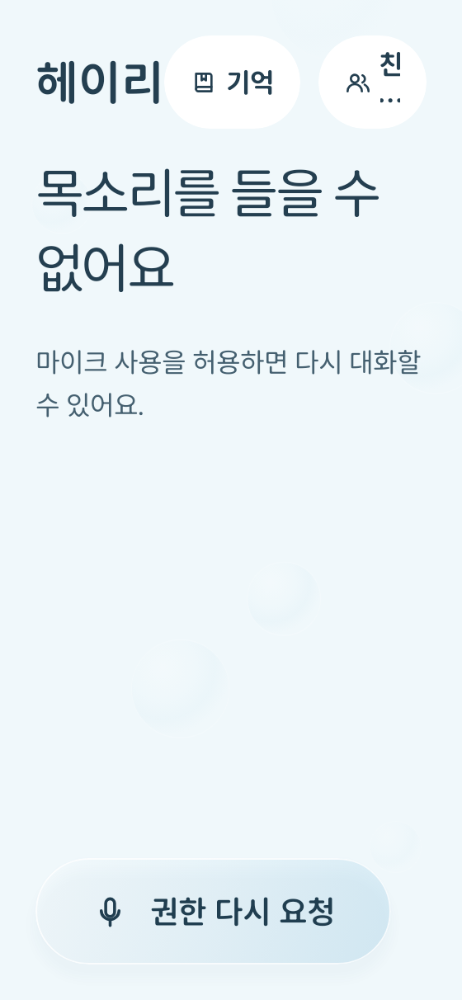 헤이리
기억
친
…
목소리를 들을 수
없어요
마이크 사용을 허용하면 다시 대화할
수 있어요.
권한 다시 요청